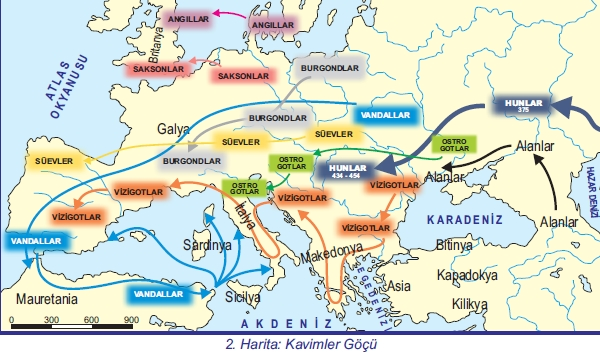 ANGILLAR
ANGILLAR
Britanya
ATLAS
OKYANUSU
SAKSONLAR
SAKSONLAR
BURGONDLAR
BURGONDLAR
VANDALLAR
HUNLAR
375
Galya
SÜEVLER
SÜEVLER
BURGONDLAR
OSTRO
GOTLAR
OSTRO
GOTLAR
Alanlar
HUNLAR
434 - 454
Alanlar
HAZAR DENİZİ
VİZİGOTLAR
OSTRO
GOTLAR
VİZİGOTLAR
VİZİGOTLAR
VİZİGOTLAR
İtalya
VİZİGOTLAR
KARADENİZ
Alanlar
VANDALLAR
Sardinya
Makedonya
Bitinya
EGE DENİZİ
Kapadokya
Asia
Kilikya
Mauretania
VANDALLAR
Sicilya
0 300 600 900
AKDENİZ
2. Harita: Kavimler Göçü